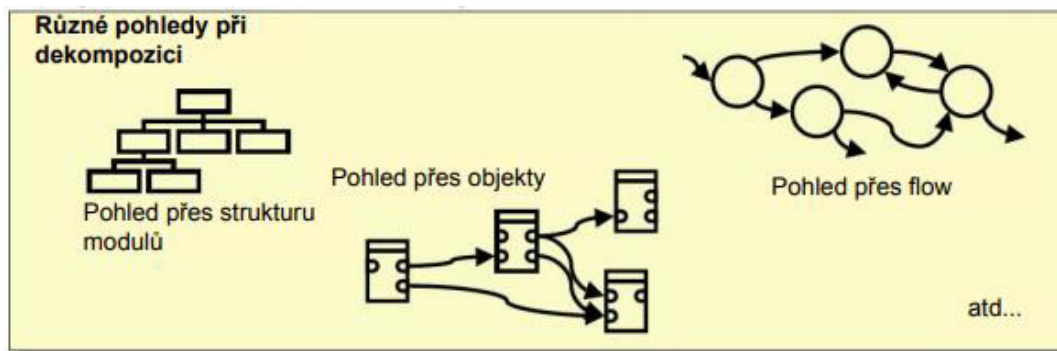 Různé pohledy při
dekompozici
Pohled přes strukturu
modulů
Pohled přes objekty
Pohled přes flow
atd...